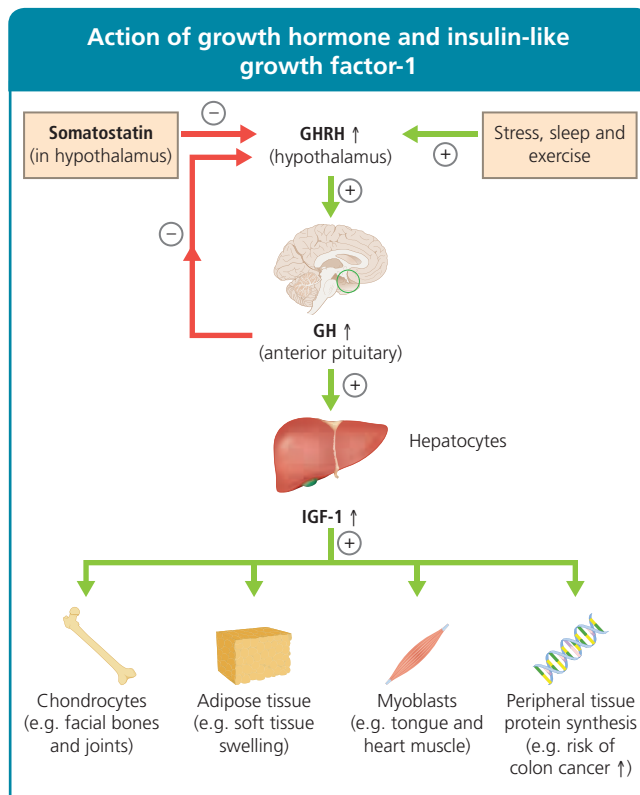 Action of growth hormone and insulin-like
growth factor-1
Somatostatin
(in hypothalamus)
−
GHRH ↑
(hypothalamus)
+
Stress, sleep and
exercise
+
−
GH ↑
(anterior pituitary)
+
Hepatocytes
IGF-1 ↑
+
Chondrocytes
(e.g. facial bones
and joints)
Adipose tissue
(e.g. soft tissue
swelling)
Myoblasts
(e.g. tongue and
heart muscle)
Peripheral tissue
protein synthesis
(e.g. risk of
colon cancer ↑)